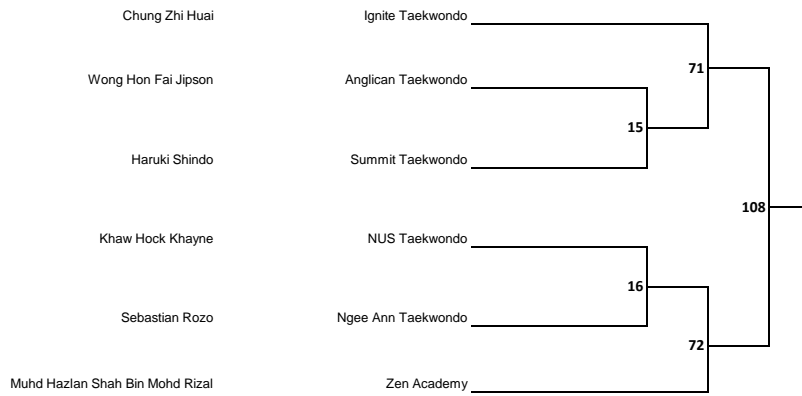 Chung Zhi Huai Ignite Taekwondo
71
Wong Hon Fai Jipson Anglican Taekwondo
15
Haruki Shindo Summit Taekwondo
108
Khaw Hock Khayne NUS Taekwondo
16
Sebastian Rozo Ngee Ann Taekwondo
72
Muhd Hazlan Shah Bin Mohd Rizal Zen Academy